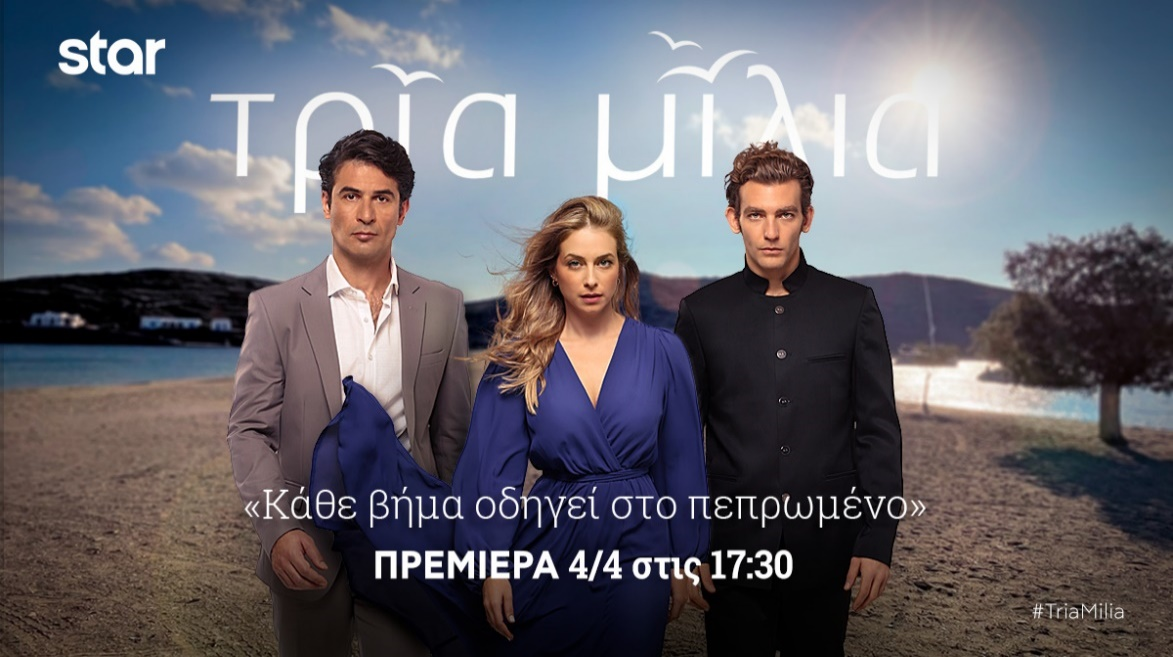 star
τρία μίλια
«Κάθε βήμα οδηγεί στο πεπρωμένο»
ΠΡΕΜΙΕΡΑ 4/4 στις 17:30
#TriaMilia